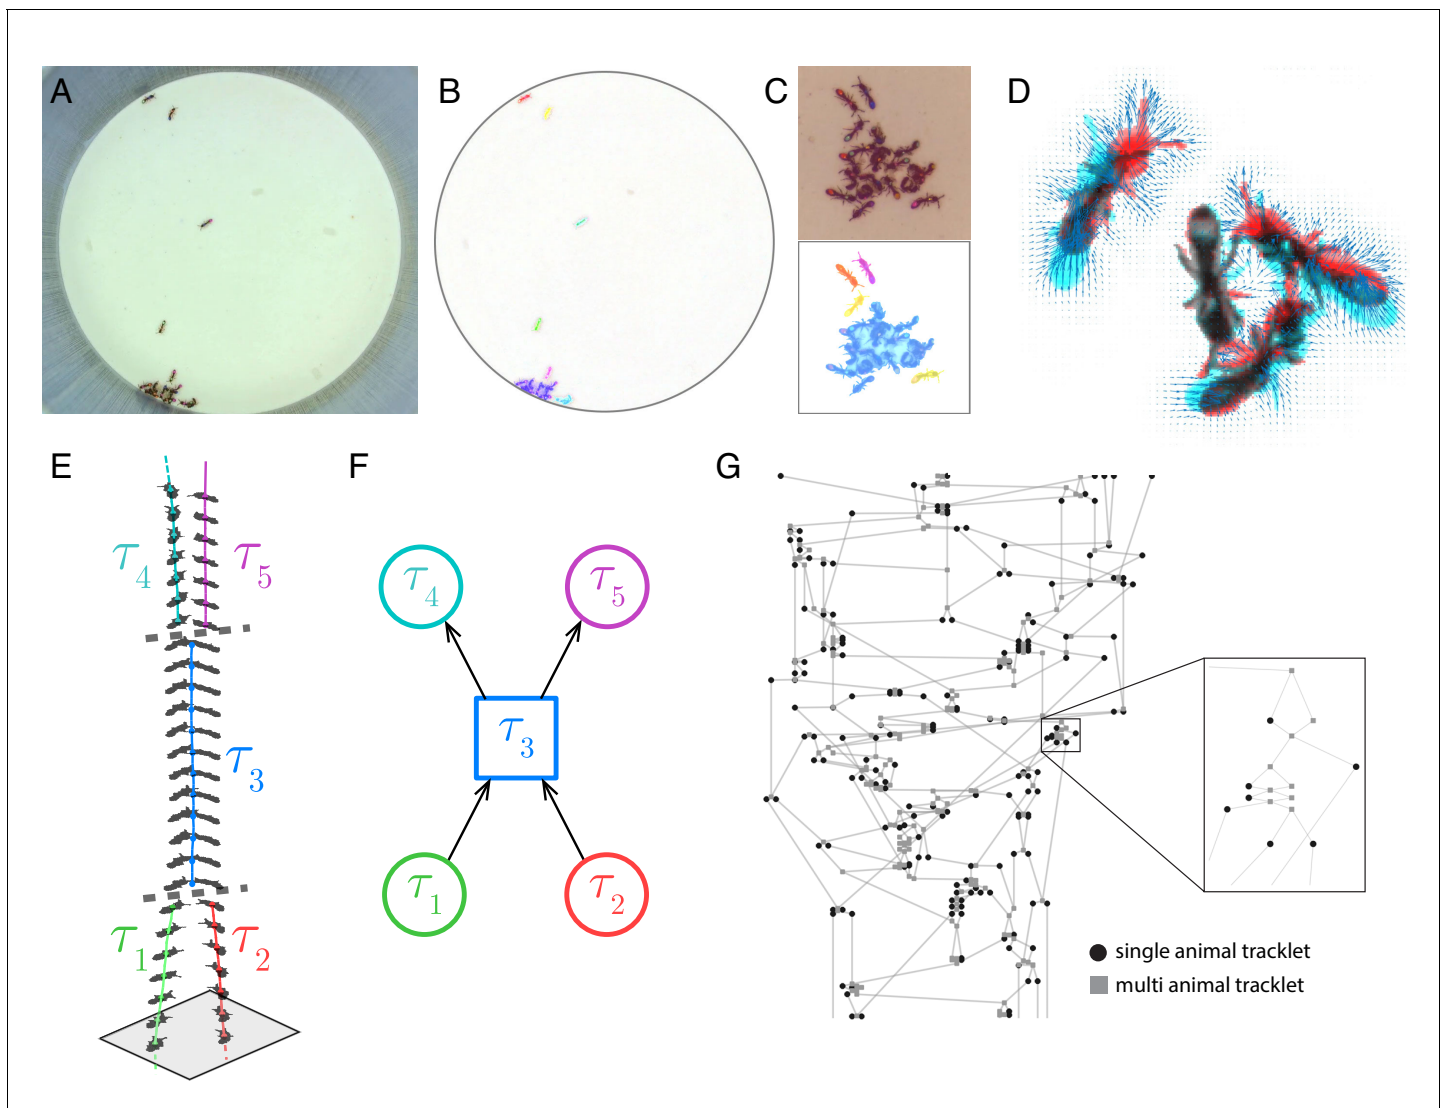 A
B
C
D
E
F
G
τ4
τ5
τ3
τ1
τ2
τ4
τ5
τ3
τ1
τ2
single animal tracklet
multi animal tracklet